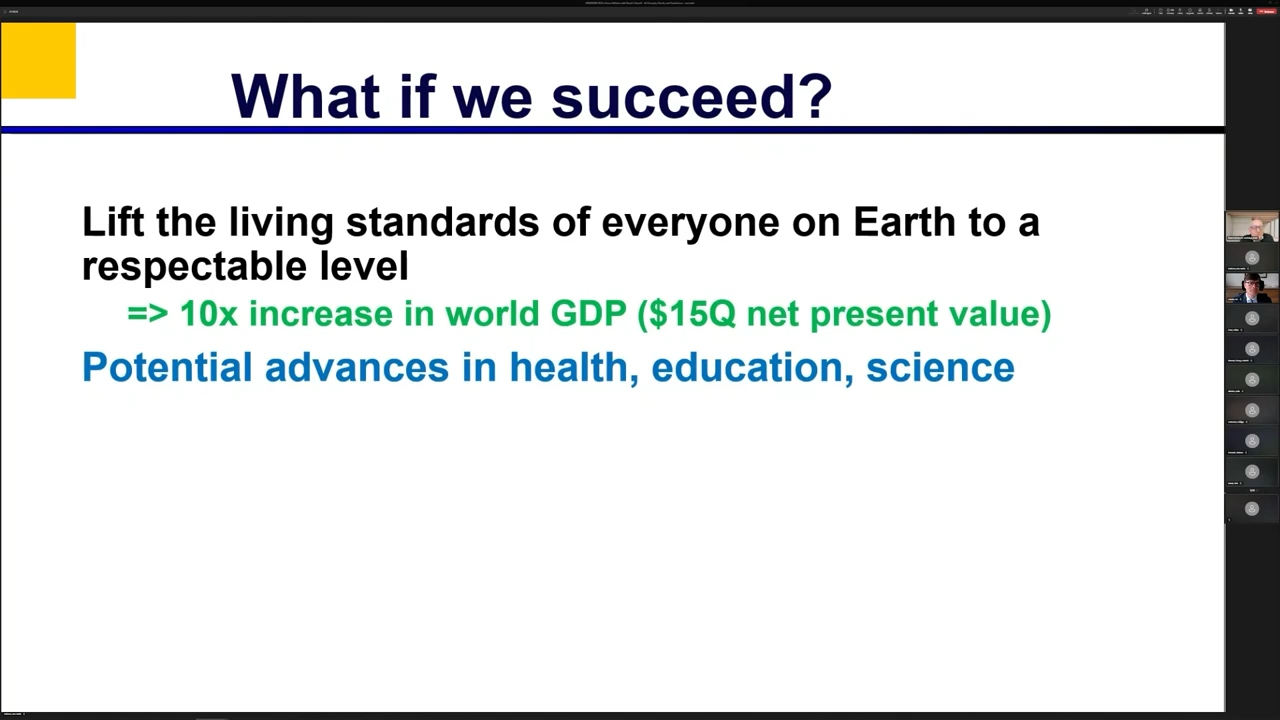 What if we succeed?
Lift the living standards of everyone on Earth to a
respectable level
=> 10x increase in world GDP ($15Q net present value)
Potential advances in health, education, science